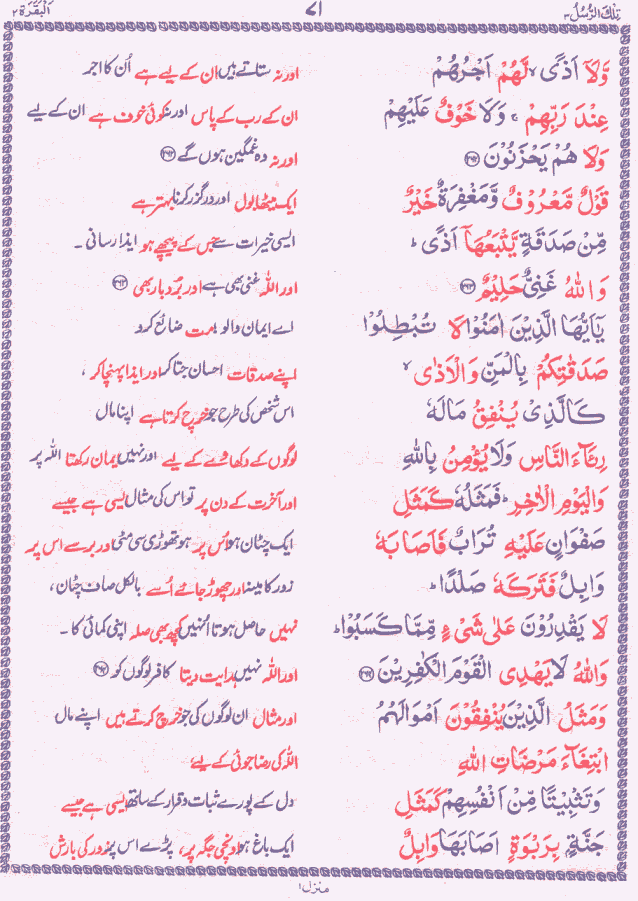 تِلْكَ الرُّسُل ۳ ۷۱ اَلْبَقَرَة ۲
وَّلَاۤ اَذًى ۙ لَّهُمْ اَجْرُهُمْ اور نہ ستاتے ہیں ان کے لیے ہے اُن کا اجر
عِنْدَ رَبِّهِمْ ۚ وَلَا خَوْفٌ عَلَيْهِمْ ان کے رب کے پاس اور نہ کوئی خوف ہے ان کے لیے
وَلَا هُمْ يَحْزَنُوْنَ ﴿۲۶۲﴾ اور نہ وہ غمگین ہوں گے ﴿۲۶۲﴾
قَوْلٌ مَّعْرُوْفٌ وَّمَغْفِرَةٌ خَيْرٌ ایک میٹھا بول اور درگزر کرنا بہتر ہے
مِّنْ صَدَقَةٍ يَّتْبَعُهَاۤ اَذًى ؕ ایسی خیرات سے جس کے پیچھے ہو ایذا رسانی ۔
وَاللّٰهُ غَنِىٌّ حَلِيْمٌ ﴿۲۶۳﴾ اور اللہ غنی بھی ہے اور بُردبار بھی ﴿۲۶۳﴾
يٰۤاَيُّهَا الَّذِيْنَ اٰمَنُوْا لَا تُبْطِلُوْا اے ایمان والو! مت ضائع کرو
صَدَقٰتِكُمْ بِالْمَنِّ وَالْاَذٰى ۙ اپنے صدقات احسان جتا کر اور ایذا پہنچا کر ،
كَالَّذِىْ يُنْفِقُ مَالَهٗ اس شخص کی طرح جو خرچ کرتا ہے اپنا مال
رِئَآءَ النَّاسِ وَلَا يُؤْمِنُ بِاللّٰهِ لوگوں کے دکھاوے کے لیے اور نہیں ایمان رکھتا اللہ پر
وَالْيَوْمِ الْاٰخِرِ ؕ فَمَثَلُهٗ كَمَثَلِ اور آخرت کے دن پر تو اس کی مثال ایسی ہے جیسے
صَفْوَانٍ عَلَيْهِ تُرَابٌ فَاَصَابَهٗ ایک چٹان ہو اُس پر ہو تھوڑی سی مٹی اور برسے اس پر
وَابِلٌ فَتَرَكَهٗ صَلْدًا ؕ زور کا مینہ اور چھوڑ جائے اُسے بالکل صاف چٹان ،
لَا يَقْدِرُوْنَ عَلٰى شَىْءٍ مِّمَّا كَسَبُوْا ؕ نہیں حاصل ہوتا انہیں کچھ بھی صلہ اپنی کمائی کا ۔
وَاللّٰهُ لَا يَهْدِى الْقَوْمَ الْكٰفِرِيْنَ ﴿۲۶۴﴾ اور اللہ نہیں ہدایت دیتا کافر لوگوں کو ﴿۲۶۴﴾
وَمَثَلُ الَّذِيْنَ يُنْفِقُوْنَ اَمْوَالَهُمُ اور مثال ان لوگوں کی جو خرچ کرتے ہیں اپنے مال
ابْتِغَآءَ مَرْضَاتِ اللّٰهِ اللہ کی رضا جوئی کے لیے
وَتَثْبِيْتًا مِّنْ اَنْفُسِهِمْ كَمَثَلِ دل کے پورے ثبات و قرار کے ساتھ ایسی ہے جیسے
جَنَّةٍۭ بِرَبْوَةٍ اَصَابَهَا وَابِلٌ ایک باغ ہو اونچی جگہ پر، پڑے اس پر زور کی بارش
منزل ۱